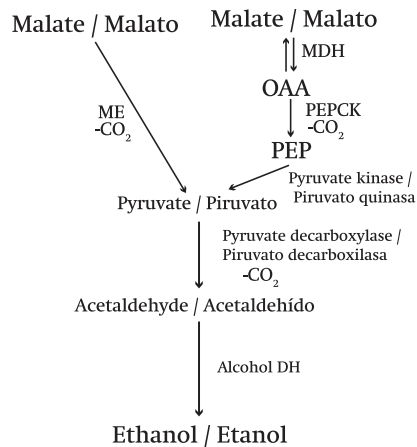 Malate / Malato
Malate / Malato
MDH
OAA
ME
-CO₂
PEPCK
-CO₂
PEP
Pyruvate kinase /
Piruvato quinasa
Pyruvate / Piruvato
Pyruvate decarboxylase /
Piruvato decarboxilasa
-CO₂
Acetaldehyde / Acetaldehído
Alcohol DH
Ethanol / Etanol